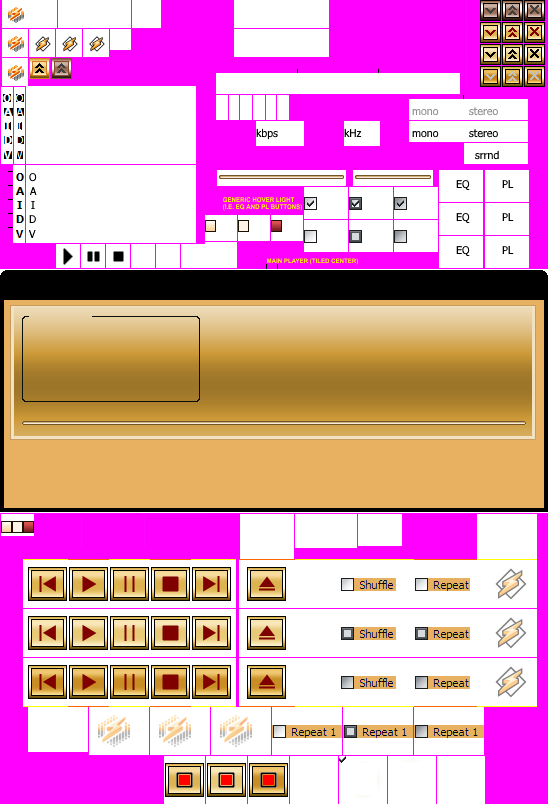 mono stereo
kbps kHz mono stereo
srrnd
O O
A A
I I
D D
V V
EQ PL
GENERIC HOVER LIGHT
(I.E. EQ AND PL BUTTONS)
EQ PL
EQ PL
MAIN PLAYER (TILED CENTER)
Shuffle Repeat
Shuffle Repeat
Shuffle Repeat
Repeat 1 Repeat 1 Repeat 1